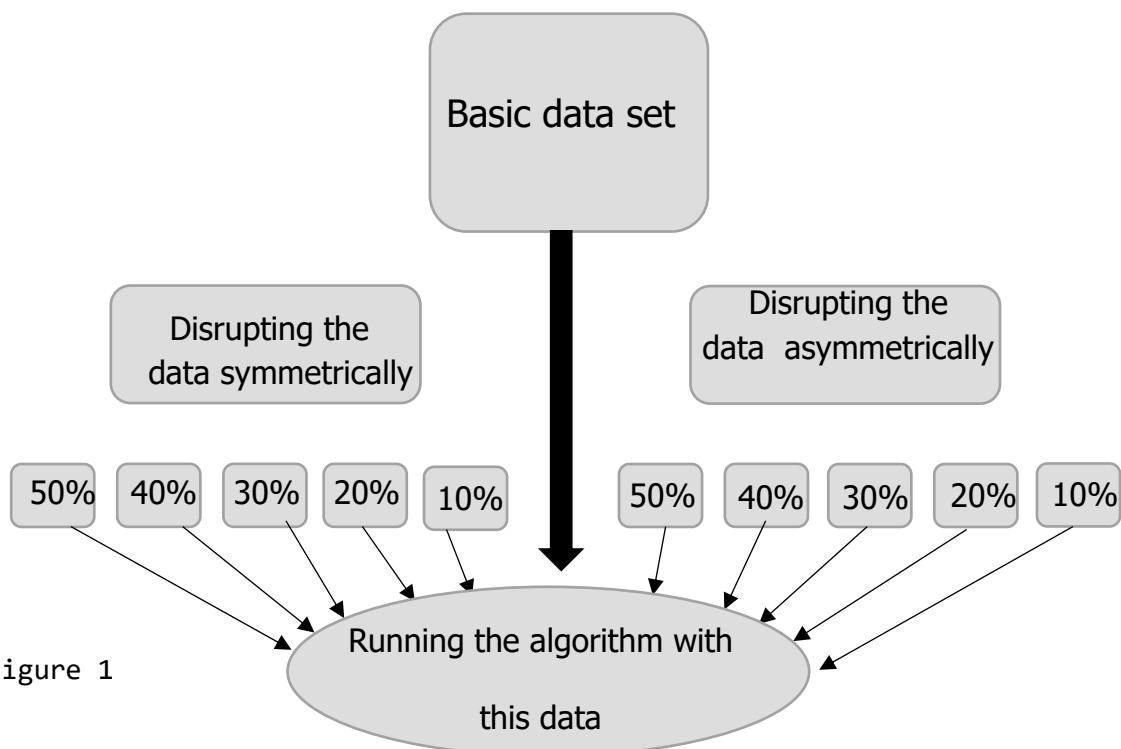 Basic data set
Disrupting the
data symmetrically
Disrupting the
data asymmetrically
50% 40% 30% 20% 10%
50% 40% 30% 20% 10%
Running the algorithm with
this data
igure 1